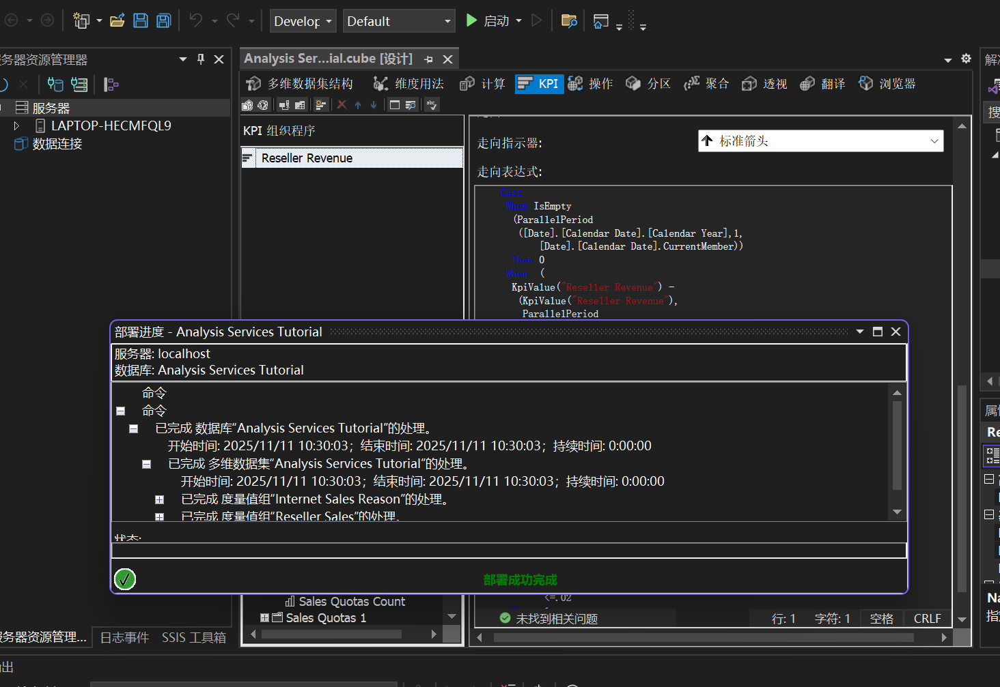 Develop
Default
启动
务器资源管理器
服务器
LAPTOP-HECMFQL9
数据连接
Analysis Ser...ial.cube [设计]
多维数据集结构
维度用法
计算
KPI
操作
分区
聚合
透视
翻译
浏览器
KPI 组织程序
Reseller Revenue
走向指示器:
标准箭头
走向表达式:
Case
When IsEmpty
(ParallelPeriod
([Date].[Calendar Date].[Calendar Year],1,
[Date].[Calendar Date].CurrentMember))
Then 0
When (
KpiValue("Reseller Revenue") -
(KpiValue("Reseller Revenue"),
ParallelPeriod
部署进度 - Analysis Services Tutorial
服务器: localhost
数据库: Analysis Services Tutorial
命令
命令
已完成 数据库“Analysis Services Tutorial”的处理。
开始时间: 2025/11/11 10:30:03；结束时间: 2025/11/11 10:30:03；持续时间: 0:00:00
已完成 多维数据集“Analysis Services Tutorial”的处理。
开始时间: 2025/11/11 10:30:03；结束时间: 2025/11/11 10:30:03；持续时间: 0:00:00
已完成 度量值组“Internet Sales Reason”的处理。
已完成 度量值组“Reseller Sales”的处理。
状态:
部署成功完成
<=.02
Sales Quotas Count
Sales Quotas 1
未找到相关问题
行: 1
字符: 1
空格
CRLF
务器资源管理...
日志事件
SSIS 工具箱
出
解
搜
属
Re
Na
指